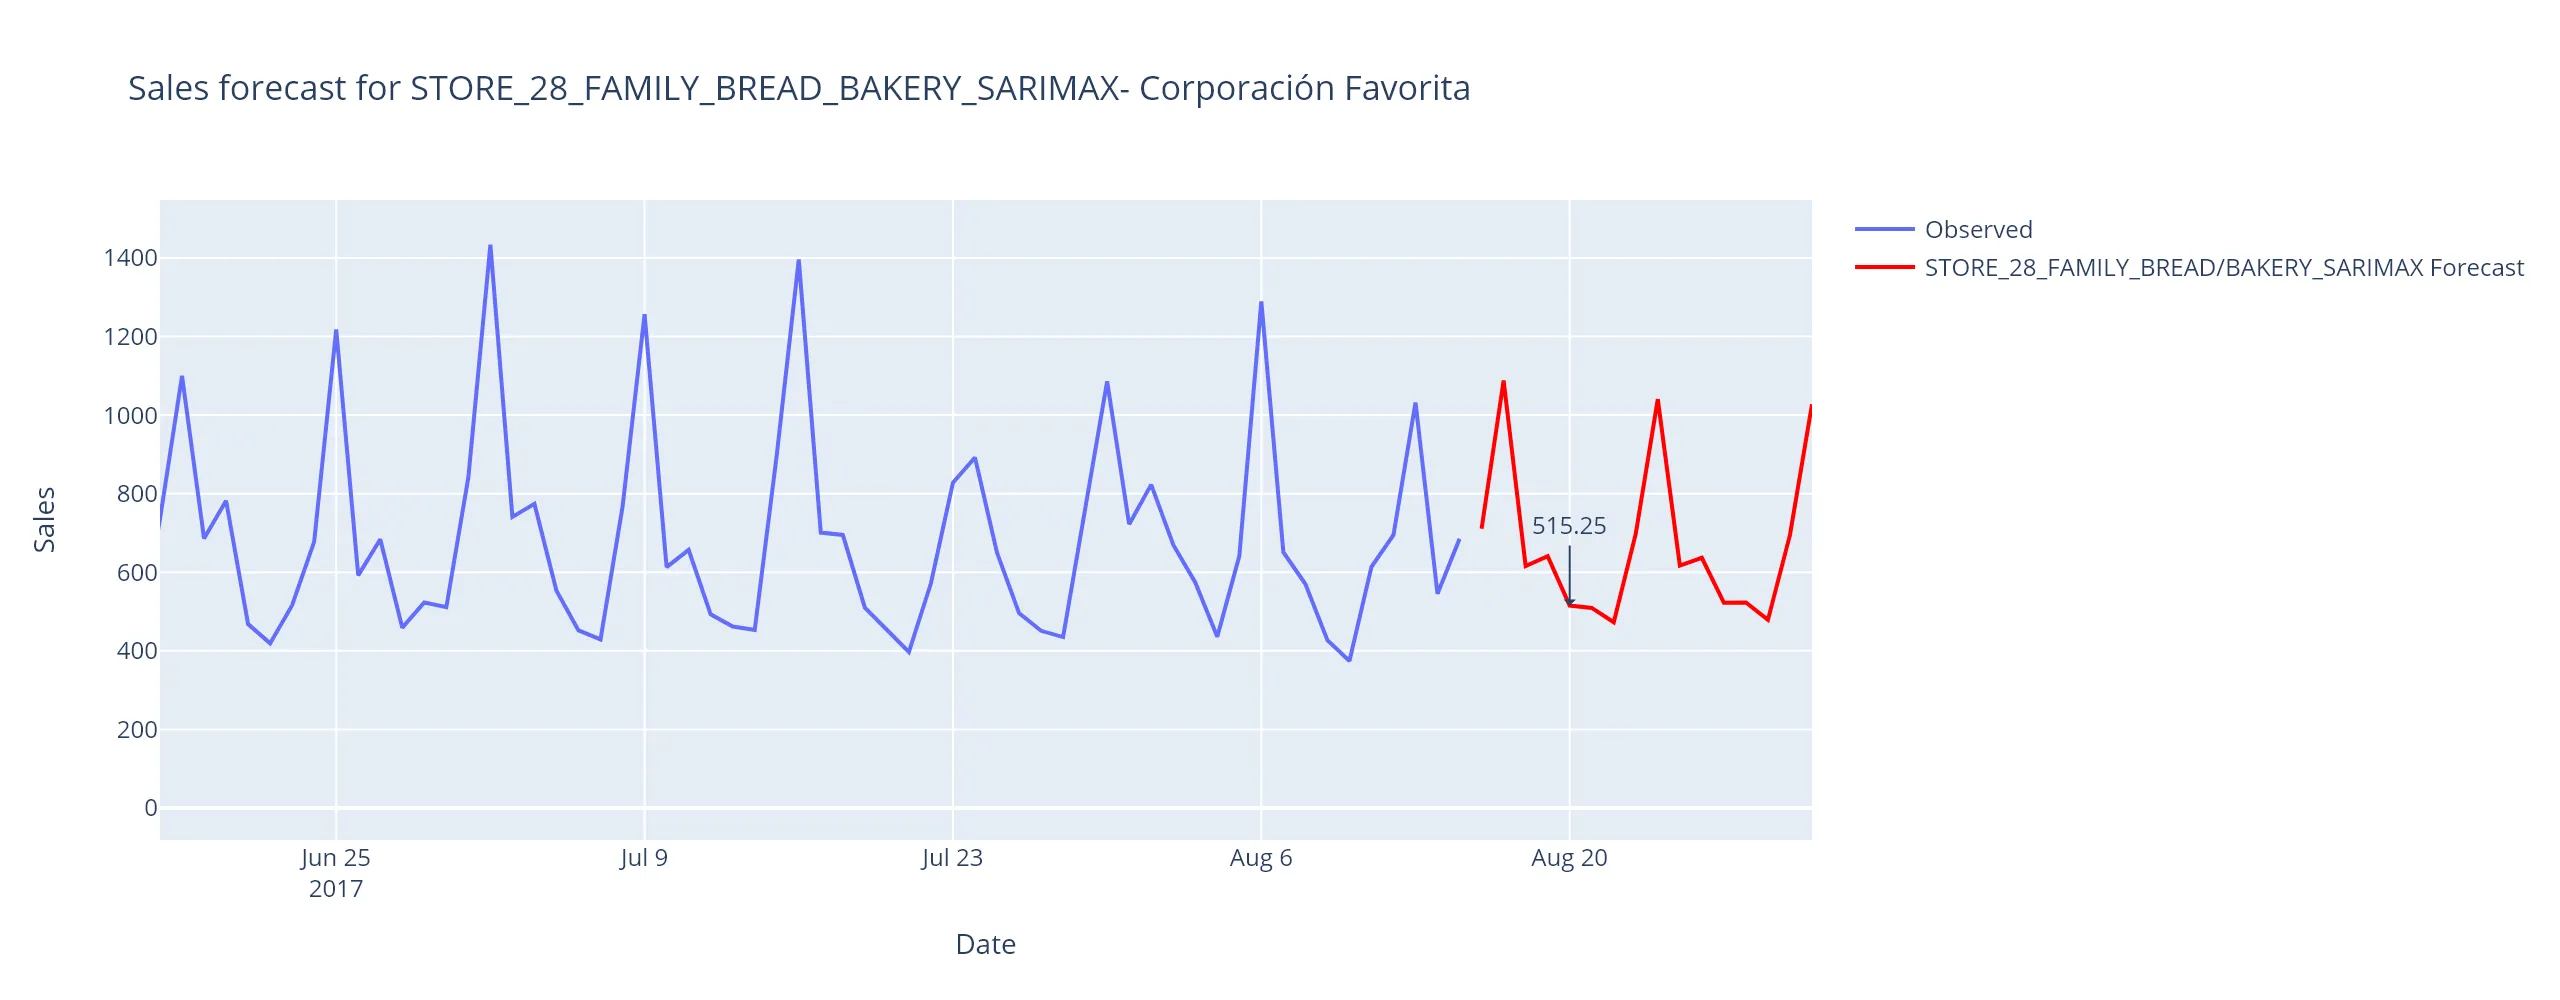 Sales forecast for STORE_28_FAMILY_BREAD_BAKERY_SARIMAX- Corporación Favorita
Observed
STORE_28_FAMILY_BREAD/BAKERY_SARIMAX Forecast
1400
1200
1000
800
600
400
200
0
Sales
515.25
Jun 25
2017
Jul 9
Jul 23
Aug 6
Aug 20
Date